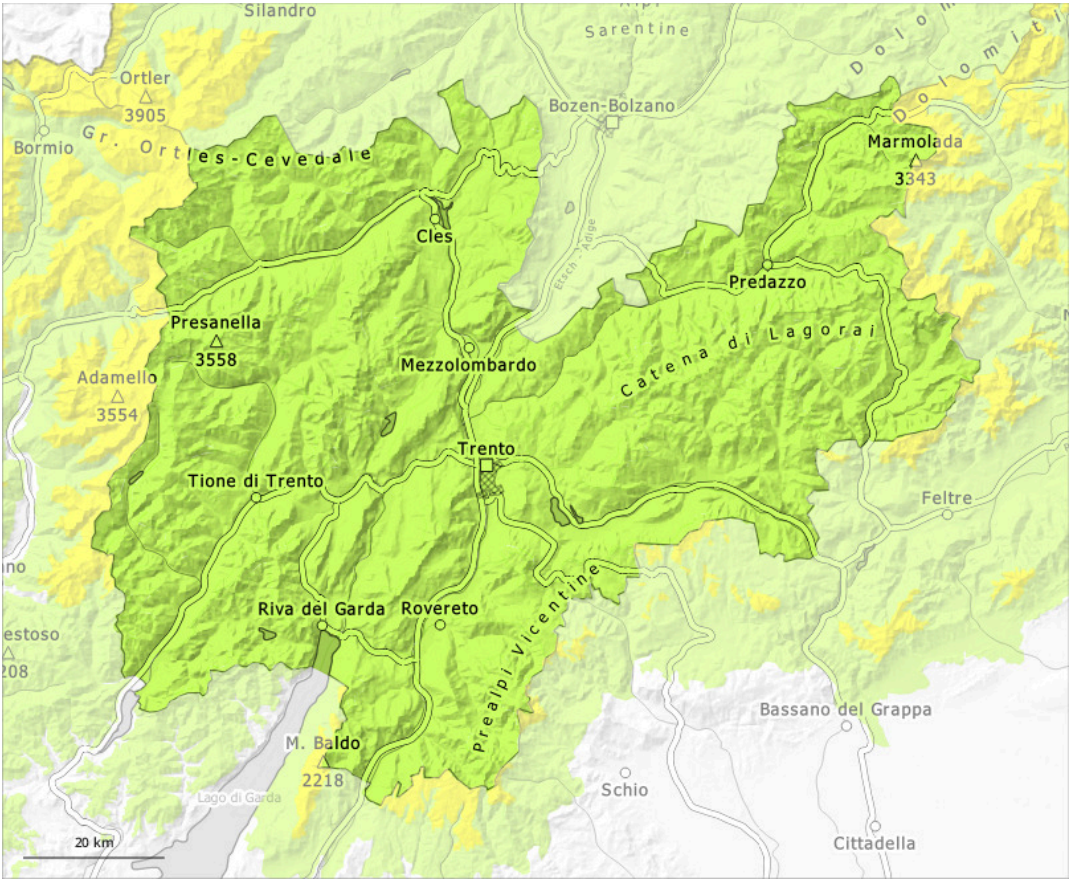 Silandro
Sarentine
Dolomiti
Ortler
3905
Bozen-Bolzano
Bormio
Gr. Ortles-Cevedale
Marmolada
3343
Cles
Etsch - Adige
Predazzo
Presanella
3558
Catena di Lagorai
Mezzolombardo
Adamello
3554
Trento
Tione di Trento
Feltre
Riva del Garda
Rovereto
Prealpi Vicentine
208
Bassano del Grappa
M. Baldo
2218
Schio
Lago di Garda
20 km
Cittadella